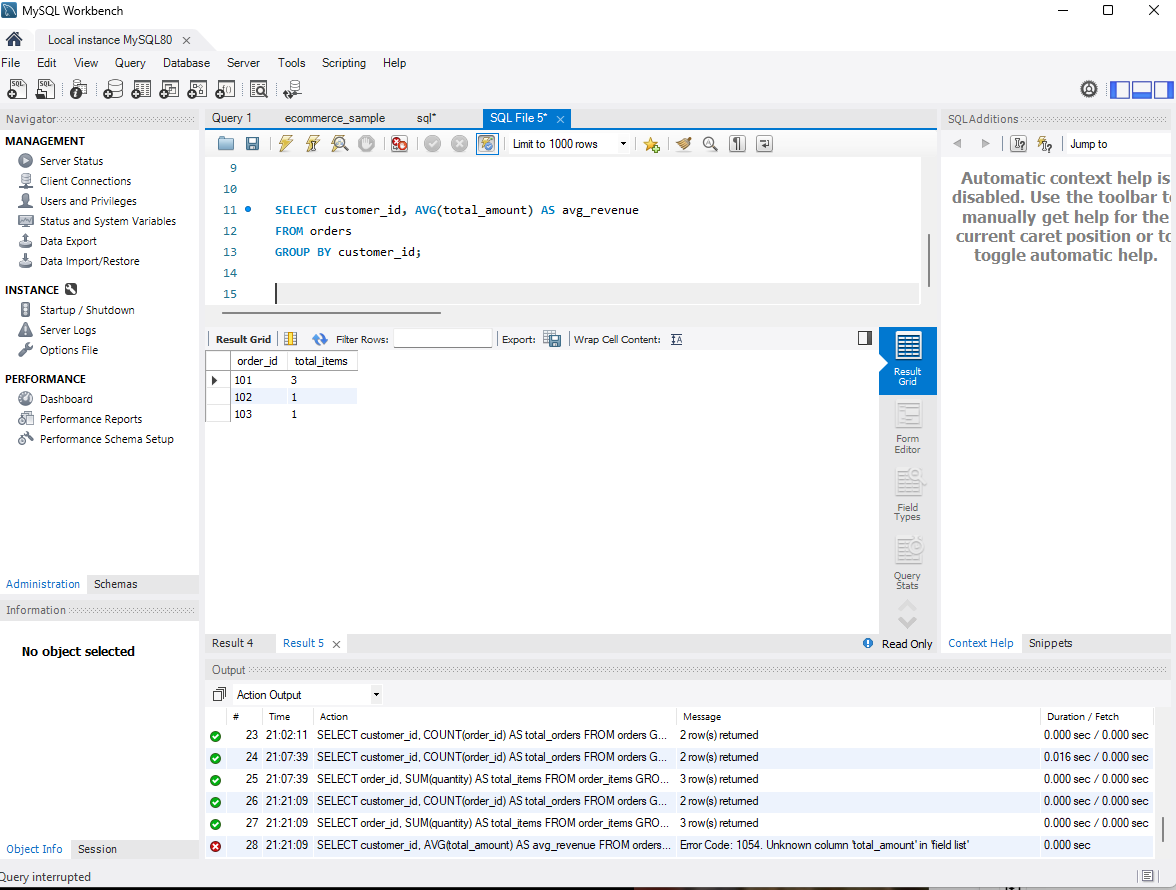 MySQL Workbench
Local instance MySQL80
File Edit View Query Database Server Tools Scripting Help
Navigator
MANAGEMENT
Server Status
Client Connections
Users and Privileges
Status and System Variables
Data Export
Data Import/Restore
INSTANCE
Startup / Shutdown
Server Logs
Options File
PERFORMANCE
Dashboard
Performance Reports
Performance Schema Setup
Administration Schemas
Information
No object selected
Object Info Session
Query interrupted
Query 1 ecommerce_sample sql* SQL File 5*
Limit to 1000 rows
9
10
11 SELECT customer_id, AVG(total_amount) AS avg_revenue
12 FROM orders
13 GROUP BY customer_id;
14
15
Result Grid Filter Rows: Export: Wrap Cell Content:
order_id total_items
101 3
102 1
103 1
Result Grid
Form Editor
Field Types
Query Stats
Result 4 Result 5 Read Only
SQLAdditions
Jump to
Automatic context help is
disabled. Use the toolbar to
manually get help for the
current caret position or to
toggle automatic help.
Context Help Snippets
Output
Action Output
# Time Action Message Duration / Fetch
23 21:02:11 SELECT customer_id, COUNT(order_id) AS total_orders FROM orders G... 2 row(s) returned 0.000 sec / 0.000 sec
24 21:07:39 SELECT customer_id, COUNT(order_id) AS total_orders FROM orders G... 2 row(s) returned 0.016 sec / 0.000 sec
25 21:07:39 SELECT order_id, SUM(quantity) AS total_items FROM order_items GRO... 3 row(s) returned 0.000 sec / 0.000 sec
26 21:21:09 SELECT customer_id, COUNT(order_id) AS total_orders FROM orders G... 2 row(s) returned 0.000 sec / 0.000 sec
27 21:21:09 SELECT order_id, SUM(quantity) AS total_items FROM order_items GRO... 3 row(s) returned 0.000 sec / 0.000 sec
28 21:21:09 SELECT customer_id, AVG(total_amount) AS avg_revenue FROM orders... Error Code: 1054. Unknown column 'total_amount' in 'field list' 0.000 sec